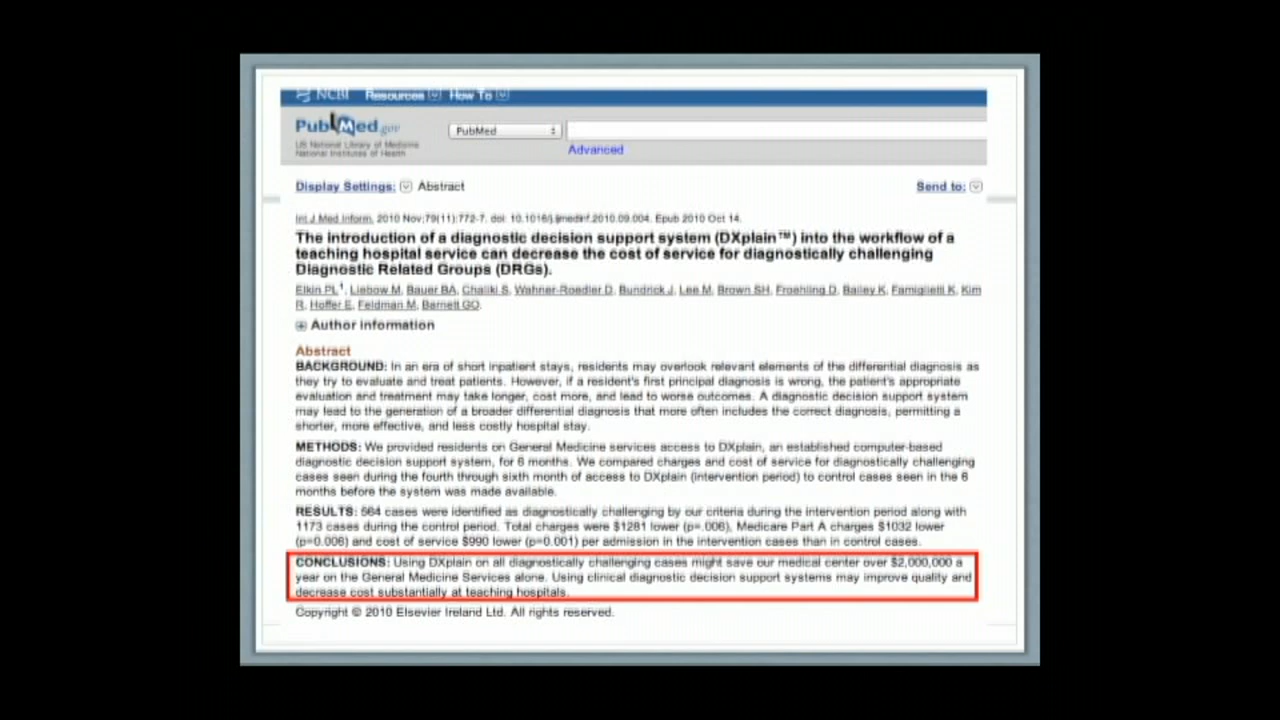 NCBI Resources How To
PubMed.gov
PubMed
US National Library of Medicine
National Institutes of Health
Advanced
Display Settings: Abstract
Send to:
Int J Med Inform. 2010 Nov;79(11):772-7. doi: 10.1016/j.ijmedinf.2010.09.004. Epub 2010 Oct 14.
The introduction of a diagnostic decision support system (DXplain™) into the workflow of a
teaching hospital service can decrease the cost of service for diagnostically challenging
Diagnostic Related Groups (DRGs).
Elkin PL1, Liebow M, Bauer BA, Chaliki S, Wahner-Roedler D, Bundrick J, Lee M, Brown SH, Froehling D, Bailey K, Famiglietti K, Kim
R, Hoffer E, Feldman M, Barnett GO.
Author information
Abstract
BACKGROUND: In an era of short inpatient stays, residents may overlook relevant elements of the differential diagnosis as
they try to evaluate and treat patients. However, if a resident's first principal diagnosis is wrong, the patient's appropriate
evaluation and treatment may take longer, cost more, and lead to worse outcomes. A diagnostic decision support system
may lead to the generation of a broader differential diagnosis that more often includes the correct diagnosis, permitting a
shorter, more effective, and less costly hospital stay.
METHODS: We provided residents on General Medicine services access to DXplain, an established computer-based
diagnostic decision support system, for 6 months. We compared charges and cost of service for diagnostically challenging
cases seen during the fourth through sixth month of access to DXplain (intervention period) to control cases seen in the 6
months before the system was made available.
RESULTS: 564 cases were identified as diagnostically challenging by our criteria during the intervention period along with
1173 cases during the control period. Total charges were $1281 lower (p=.006), Medicare Part A charges $1032 lower
(p=0.006) and cost of service $990 lower (p=0.001) per admission in the intervention cases than in control cases.
CONCLUSIONS: Using DXplain on all diagnostically challenging cases might save our medical center over $2,000,000 a
year on the General Medicine Services alone. Using clinical diagnostic decision support systems may improve quality and
decrease cost substantially at teaching hospitals.
Copyright © 2010 Elsevier Ireland Ltd. All rights reserved.